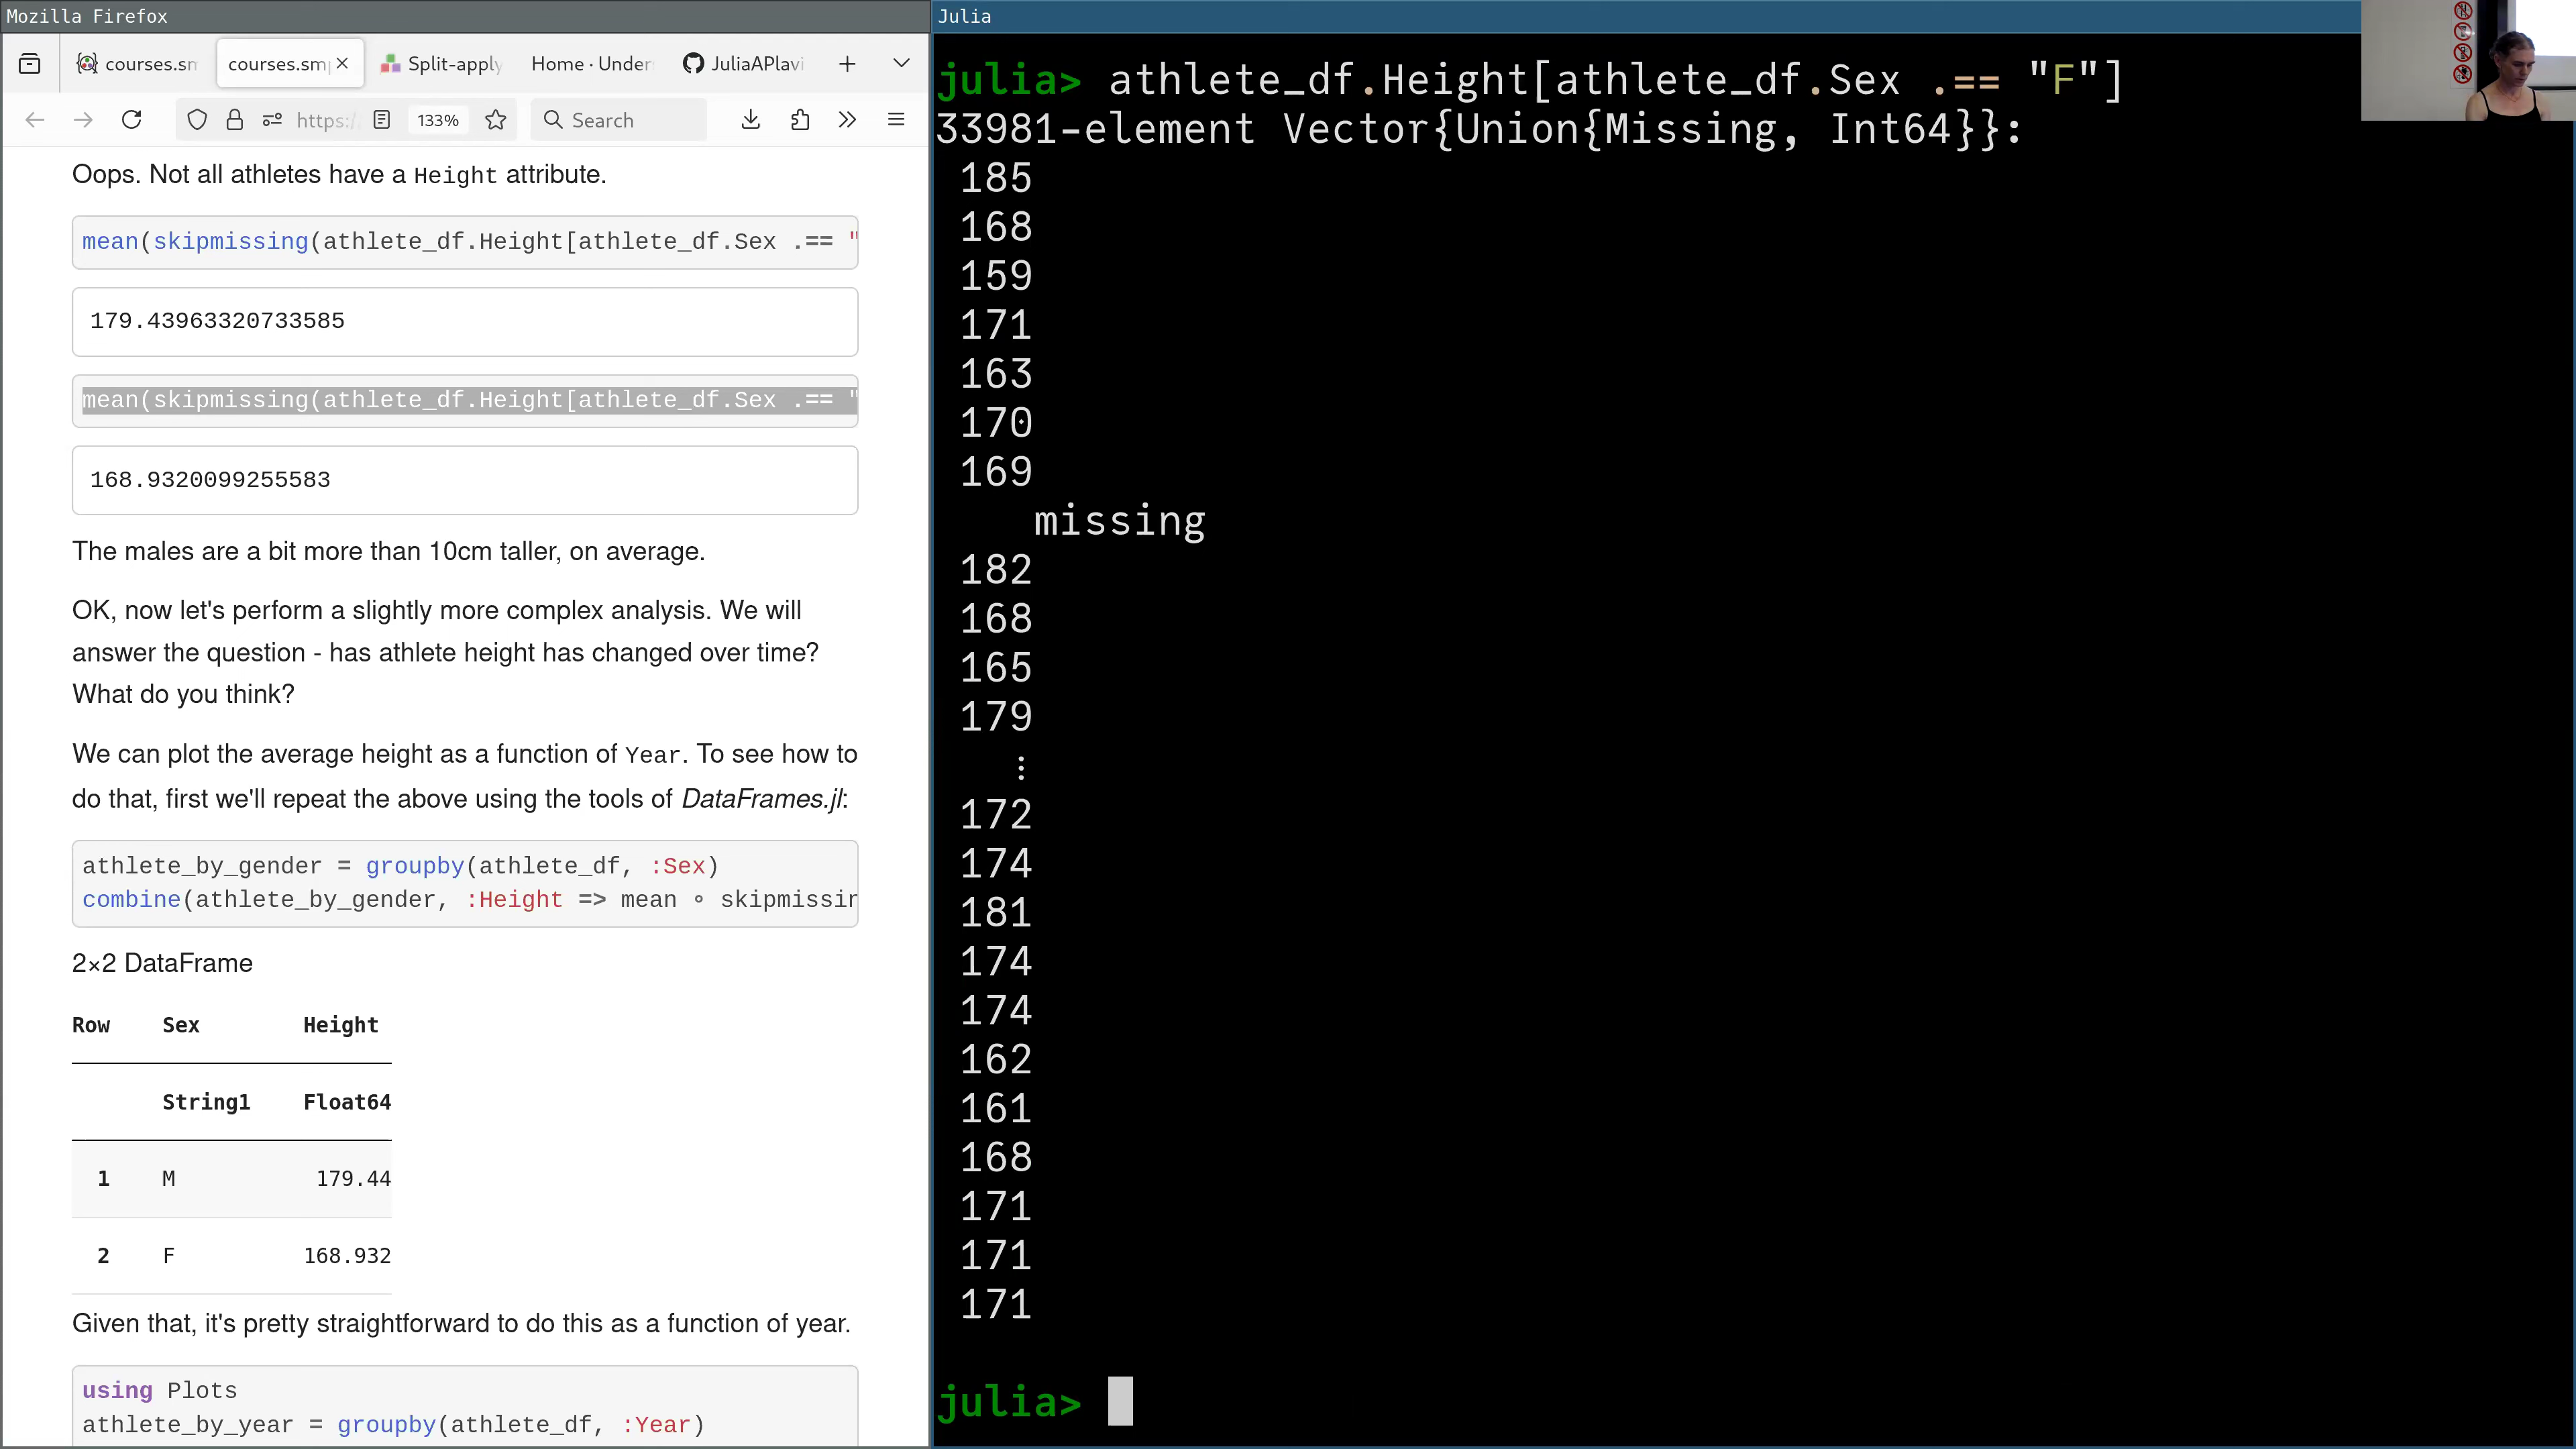 Mozilla Firefox
courses.sm
courses.sm
Split-apply
Home · Under
JuliaAPlavi
https:/
133%
Search
Oops. Not all athletes have a Height attribute.
mean(skipmissing(athlete_df.Height[athlete_df.Sex .== "
179.43963320733585
mean(skipmissing(athlete_df.Height[athlete_df.Sex .== "
168.9320099255583
The males are a bit more than 10cm taller, on average.
OK, now let's perform a slightly more complex analysis. We will
answer the question - has athlete height has changed over time?
What do you think?
We can plot the average height as a function of Year. To see how to
do that, first we'll repeat the above using the tools of DataFrames.jl:
athlete_by_gender = groupby(athlete_df, :Sex)
combine(athlete_by_gender, :Height => mean ∘ skipmissin
2×2 DataFrame
Row Sex Height
String1 Float64
1 M 179.44
2 F 168.932
Given that, it's pretty straightforward to do this as a function of year.
using Plots
athlete_by_year = groupby(athlete_df, :Year)
Julia
julia> athlete_df.Height[athlete_df.Sex .== "F"]
33981-element Vector{Union{Missing, Int64}}:
185
168
159
171
163
170
169
missing
182
168
165
179
⋮
172
174
181
174
174
162
161
168
171
171
171
julia>